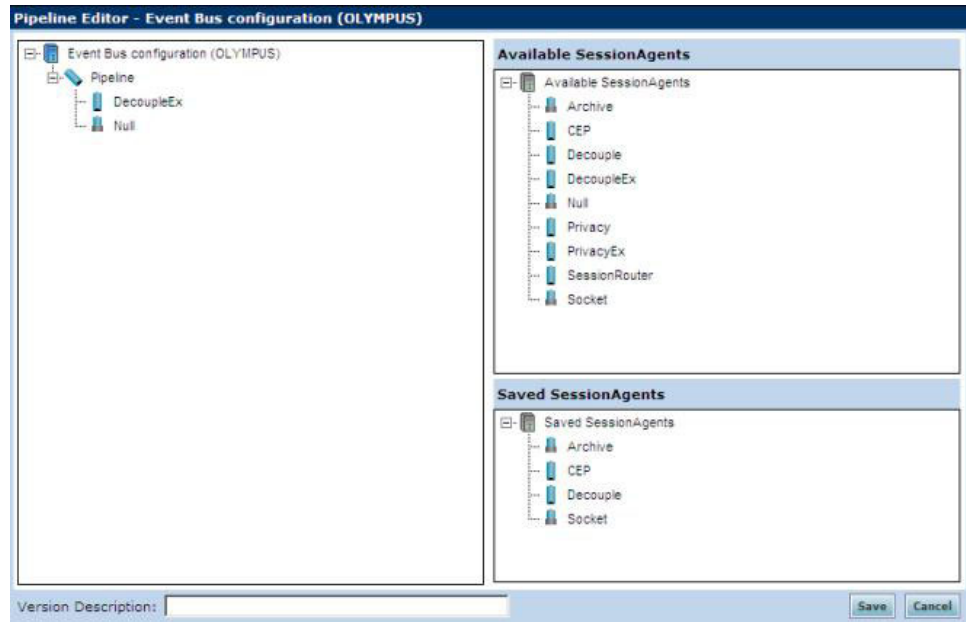 Pipeline Editor - Event Bus configuration (OLYMPUS)
Event Bus configuration (OLYMPUS)
Pipeline
DecoupleEx
Null
Available SessionAgents
Available SessionAgents
Archive
CEP
Decouple
DecoupleEx
Null
Privacy
PrivacyEx
SessionRouter
Socket
Saved SessionAgents
Saved SessionAgents
Archive
CEP
Decouple
Socket
Version Description:
Save Cancel